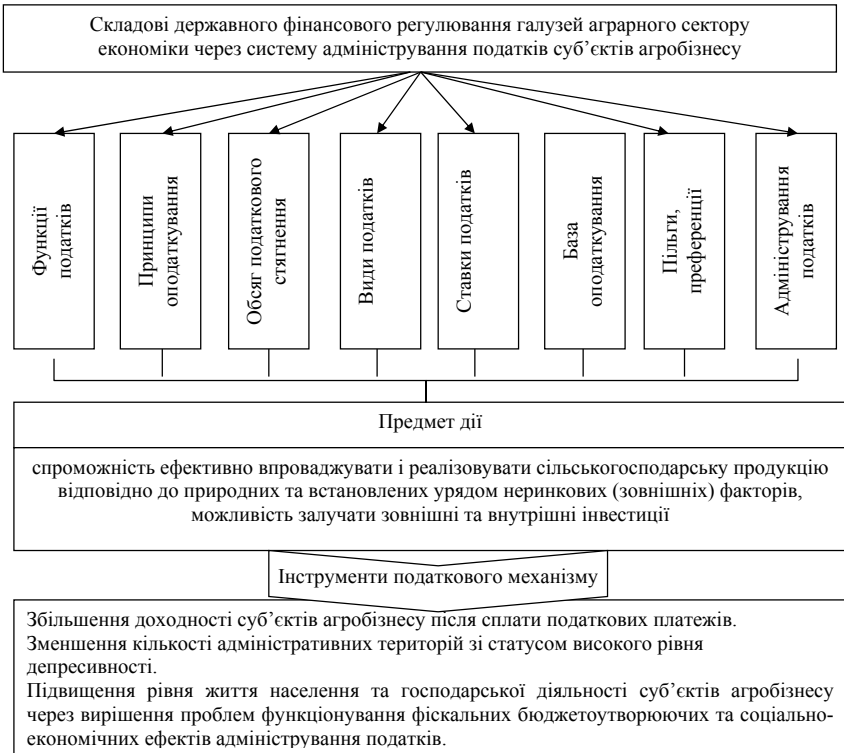 Складові державного фінансового регулювання галузей аграрного сектору
економіки через систему адміністрування податків суб’єктів агробізнесу
Функції
податків
Принципи
оподаткування
Обсяг податкового
стягнення
Види податків
Ставки податків
База
оподаткування
Пільги,
преференції
Адміністрування
податків
Предмет дії
спроможність ефективно впроваджувати і реалізовувати сільськогосподарську продукцію
відповідно до природних та встановлених урядом неринкових (зовнішніх) факторів,
можливість залучати зовнішні та внутрішні інвестиції
Інструменти податкового механізму
Збільшення доходності суб’єктів агробізнесу після сплати податкових платежів.
Зменшення кількості адміністративних територій зі статусом високого рівня
депресивності.
Підвищення рівня життя населення та господарської діяльності суб’єктів агробізнесу
через вирішення проблем функціонування фіскальних бюджетоутворюючих та соціально-
економічних ефектів адміністрування податків.